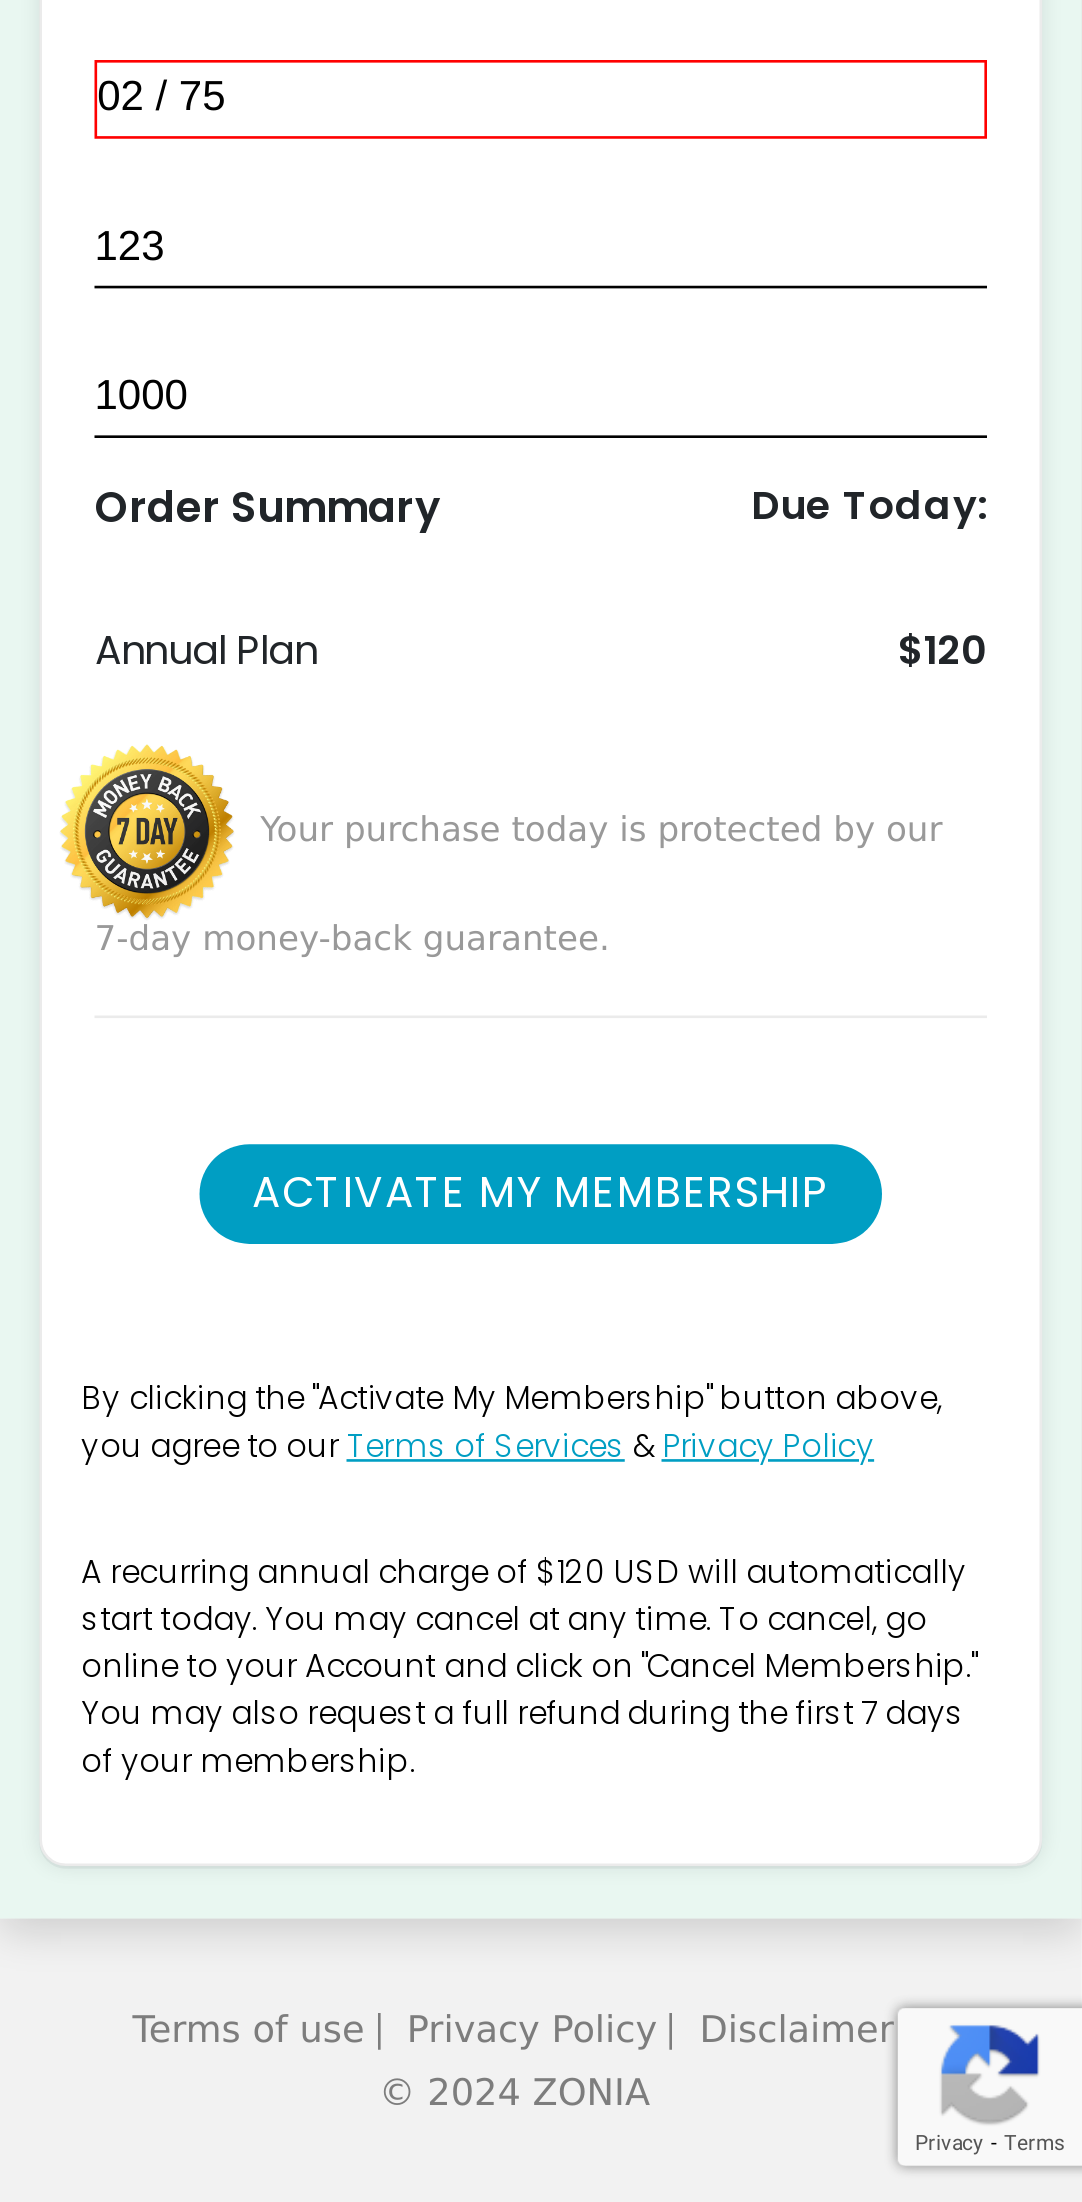 02 / 75
123
1000
Order Summary Due Today:
Annual Plan $120
MONEY BACK
7 DAY
GUARANTEE
Your purchase today is protected by our
7-day money-back guarantee.
ACTIVATE MY MEMBERSHIP
By clicking the "Activate My Membership" button above,
you agree to our Terms of Services & Privacy Policy
A recurring annual charge of $120 USD will automatically
start today. You may cancel at any time. To cancel, go
online to your Account and click on "Cancel Membership."
You may also request a full refund during the first 7 days
of your membership.
Terms of use | Privacy Policy | Disclaimer
© 2024 ZONIA
Privacy - Terms